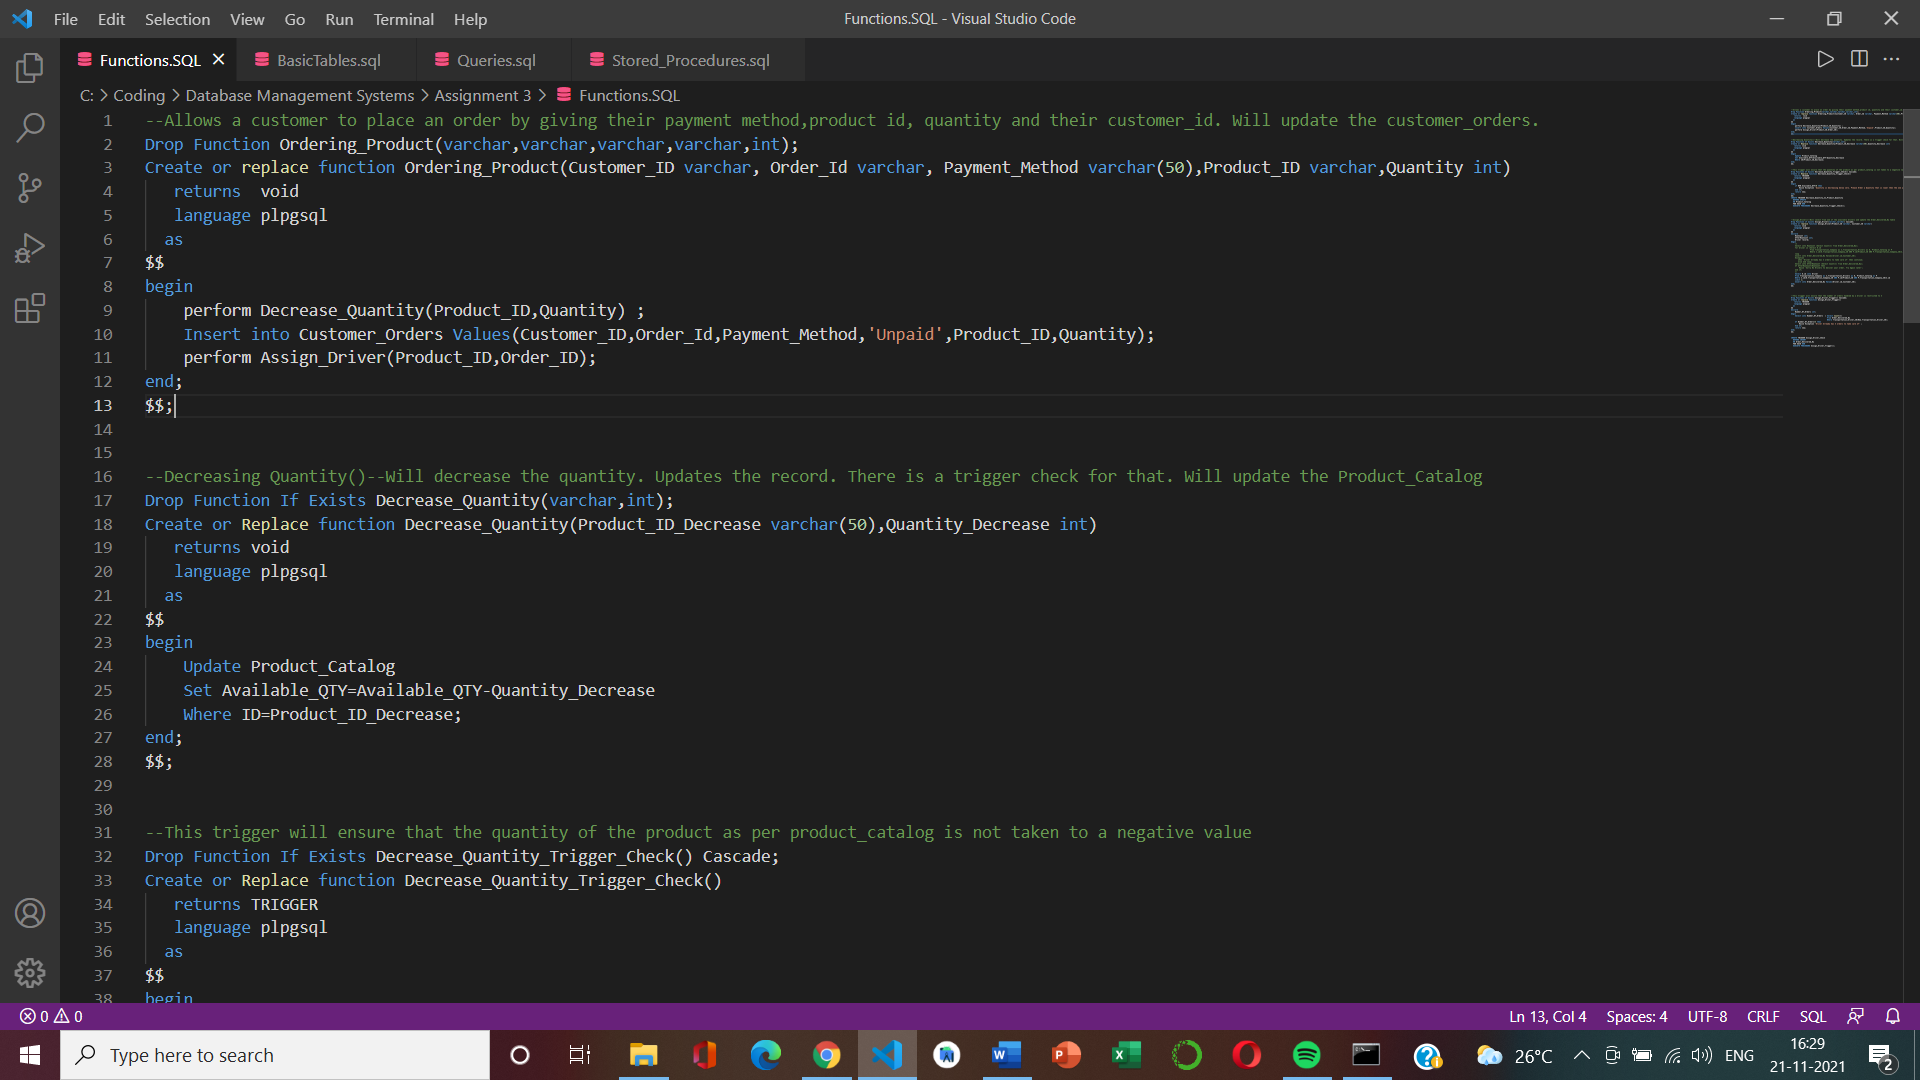 File Edit Selection View Go Run Terminal Help
Functions.SQL - Visual Studio Code
Functions.SQL BasicTables.sql Queries.sql Stored_Procedures.sql
C: > Coding > Database Management Systems > Assignment 3 > Functions.SQL
1 --Allows a customer to place an order by giving their payment method,product id, quantity and their customer_id. Will update the customer_orders.
2 Drop Function Ordering_Product(varchar,varchar,varchar,varchar,int);
3 Create or replace function Ordering_Product(Customer_ID varchar, Order_Id varchar, Payment_Method varchar(50),Product_ID varchar,Quantity int)
4 returns  void
5 language plpgsql
6 as
7 $$
8 begin
9 perform Decrease_Quantity(Product_ID,Quantity) ;
10 Insert into Customer_Orders Values(Customer_ID,Order_Id,Payment_Method,'Unpaid',Product_ID,Quantity);
11 perform Assign_Driver(Product_ID,Order_ID);
12 end;
13 $$;
14
15
16 --Decreasing Quantity()--Will decrease the quantity. Updates the record. There is a trigger check for that. Will update the Product_Catalog
17 Drop Function If Exists Decrease_Quantity(varchar,int);
18 Create or Replace function Decrease_Quantity(Product_ID_Decrease varchar(50),Quantity_Decrease int)
19 returns void
20 language plpgsql
21 as
22 $$
23 begin
24 Update Product_Catalog
25 Set Available_QTY=Available_QTY-Quantity_Decrease
26 Where ID=Product_ID_Decrease;
27 end;
28 $$;
29
30
31 --This trigger will ensure that the quantity of the product as per product_catalog is not taken to a negative value
32 Drop Function If Exists Decrease_Quantity_Trigger_Check() Cascade;
33 Create or Replace function Decrease_Quantity_Trigger_Check()
34 returns TRIGGER
35 language plpgsql
36 as
37 $$
38 begin
0 0 Ln 13, Col 4 Spaces: 4 UTF-8 CRLF SQL
Type here to search 26°C ENG 16:29
21-11-2021 2